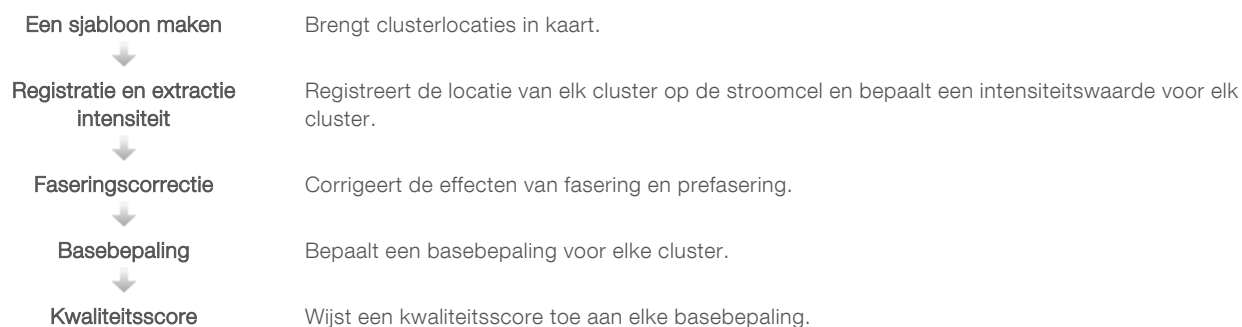 Een sjabloon maken Brengt clusterlocaties in kaart.
Registratie en extractie intensiteit Registreert de locatie van elk cluster op de stroomcel en bepaalt een intensiteitswaarde voor elk cluster.
Faseringscorrectie Corrigeert de effecten van fasering en prefasering.
Basebepaling Bepaalt een basebepaling voor elke cluster.
Kwaliteitsscore Wijst een kwaliteitsscore toe aan elke basebepaling.